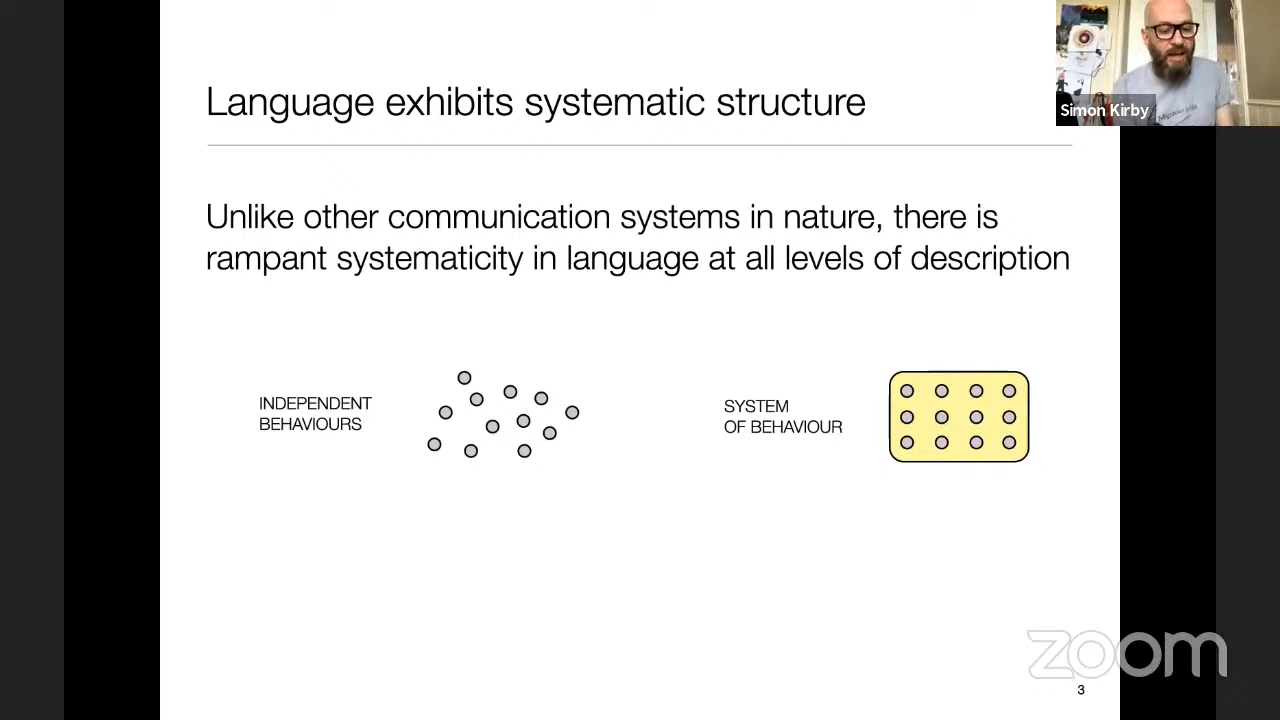 Language exhibits systematic structure
Simon Kirby
Unlike other communication systems in nature, there is
rampant systematicity in language at all levels of description
INDEPENDENT
BEHAVIOURS
SYSTEM
OF BEHAVIOUR
zoom
3